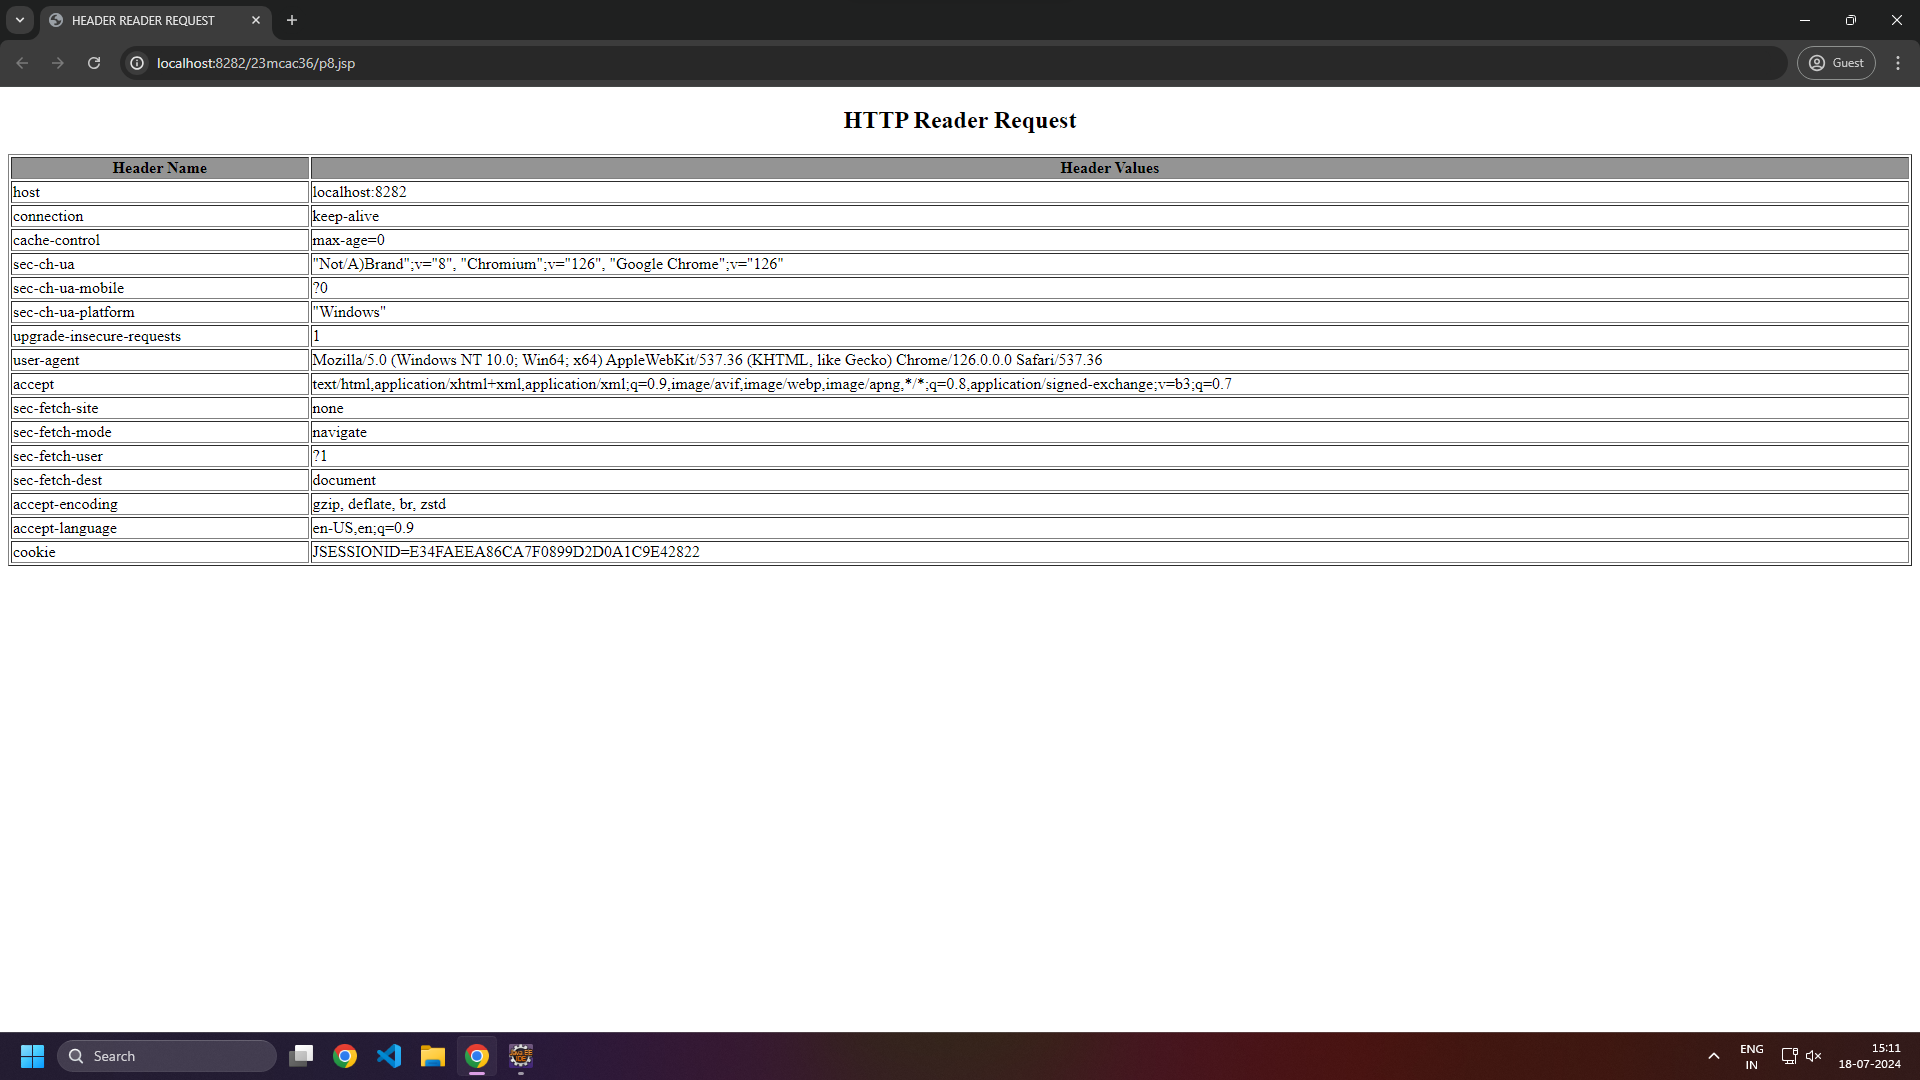 HEADER READER REQUEST
localhost:8282/23mcac36/p8.jsp
Guest
HTTP Reader Request
Header Name Header Values
host localhost:8282
connection keep-alive
cache-control max-age=0
sec-ch-ua "Not/A)Brand";v="8", "Chromium";v="126", "Google Chrome";v="126"
sec-ch-ua-mobile ?0
sec-ch-ua-platform "Windows"
upgrade-insecure-requests 1
user-agent Mozilla/5.0 (Windows NT 10.0; Win64; x64) AppleWebKit/537.36 (KHTML, like Gecko) Chrome/126.0.0.0 Safari/537.36
accept text/html,application/xhtml+xml,application/xml;q=0.9,image/avif,image/webp,image/apng,*/*;q=0.8,application/signed-exchange;v=b3;q=0.7
sec-fetch-site none
sec-fetch-mode navigate
sec-fetch-user ?1
sec-fetch-dest document
accept-encoding gzip, deflate, br, zstd
accept-language en-US,en;q=0.9
cookie JSESSIONID=E34FAEEA86CA7F0899D2D0A1C9E42822
Search
ENG
IN
15:11
18-07-2024